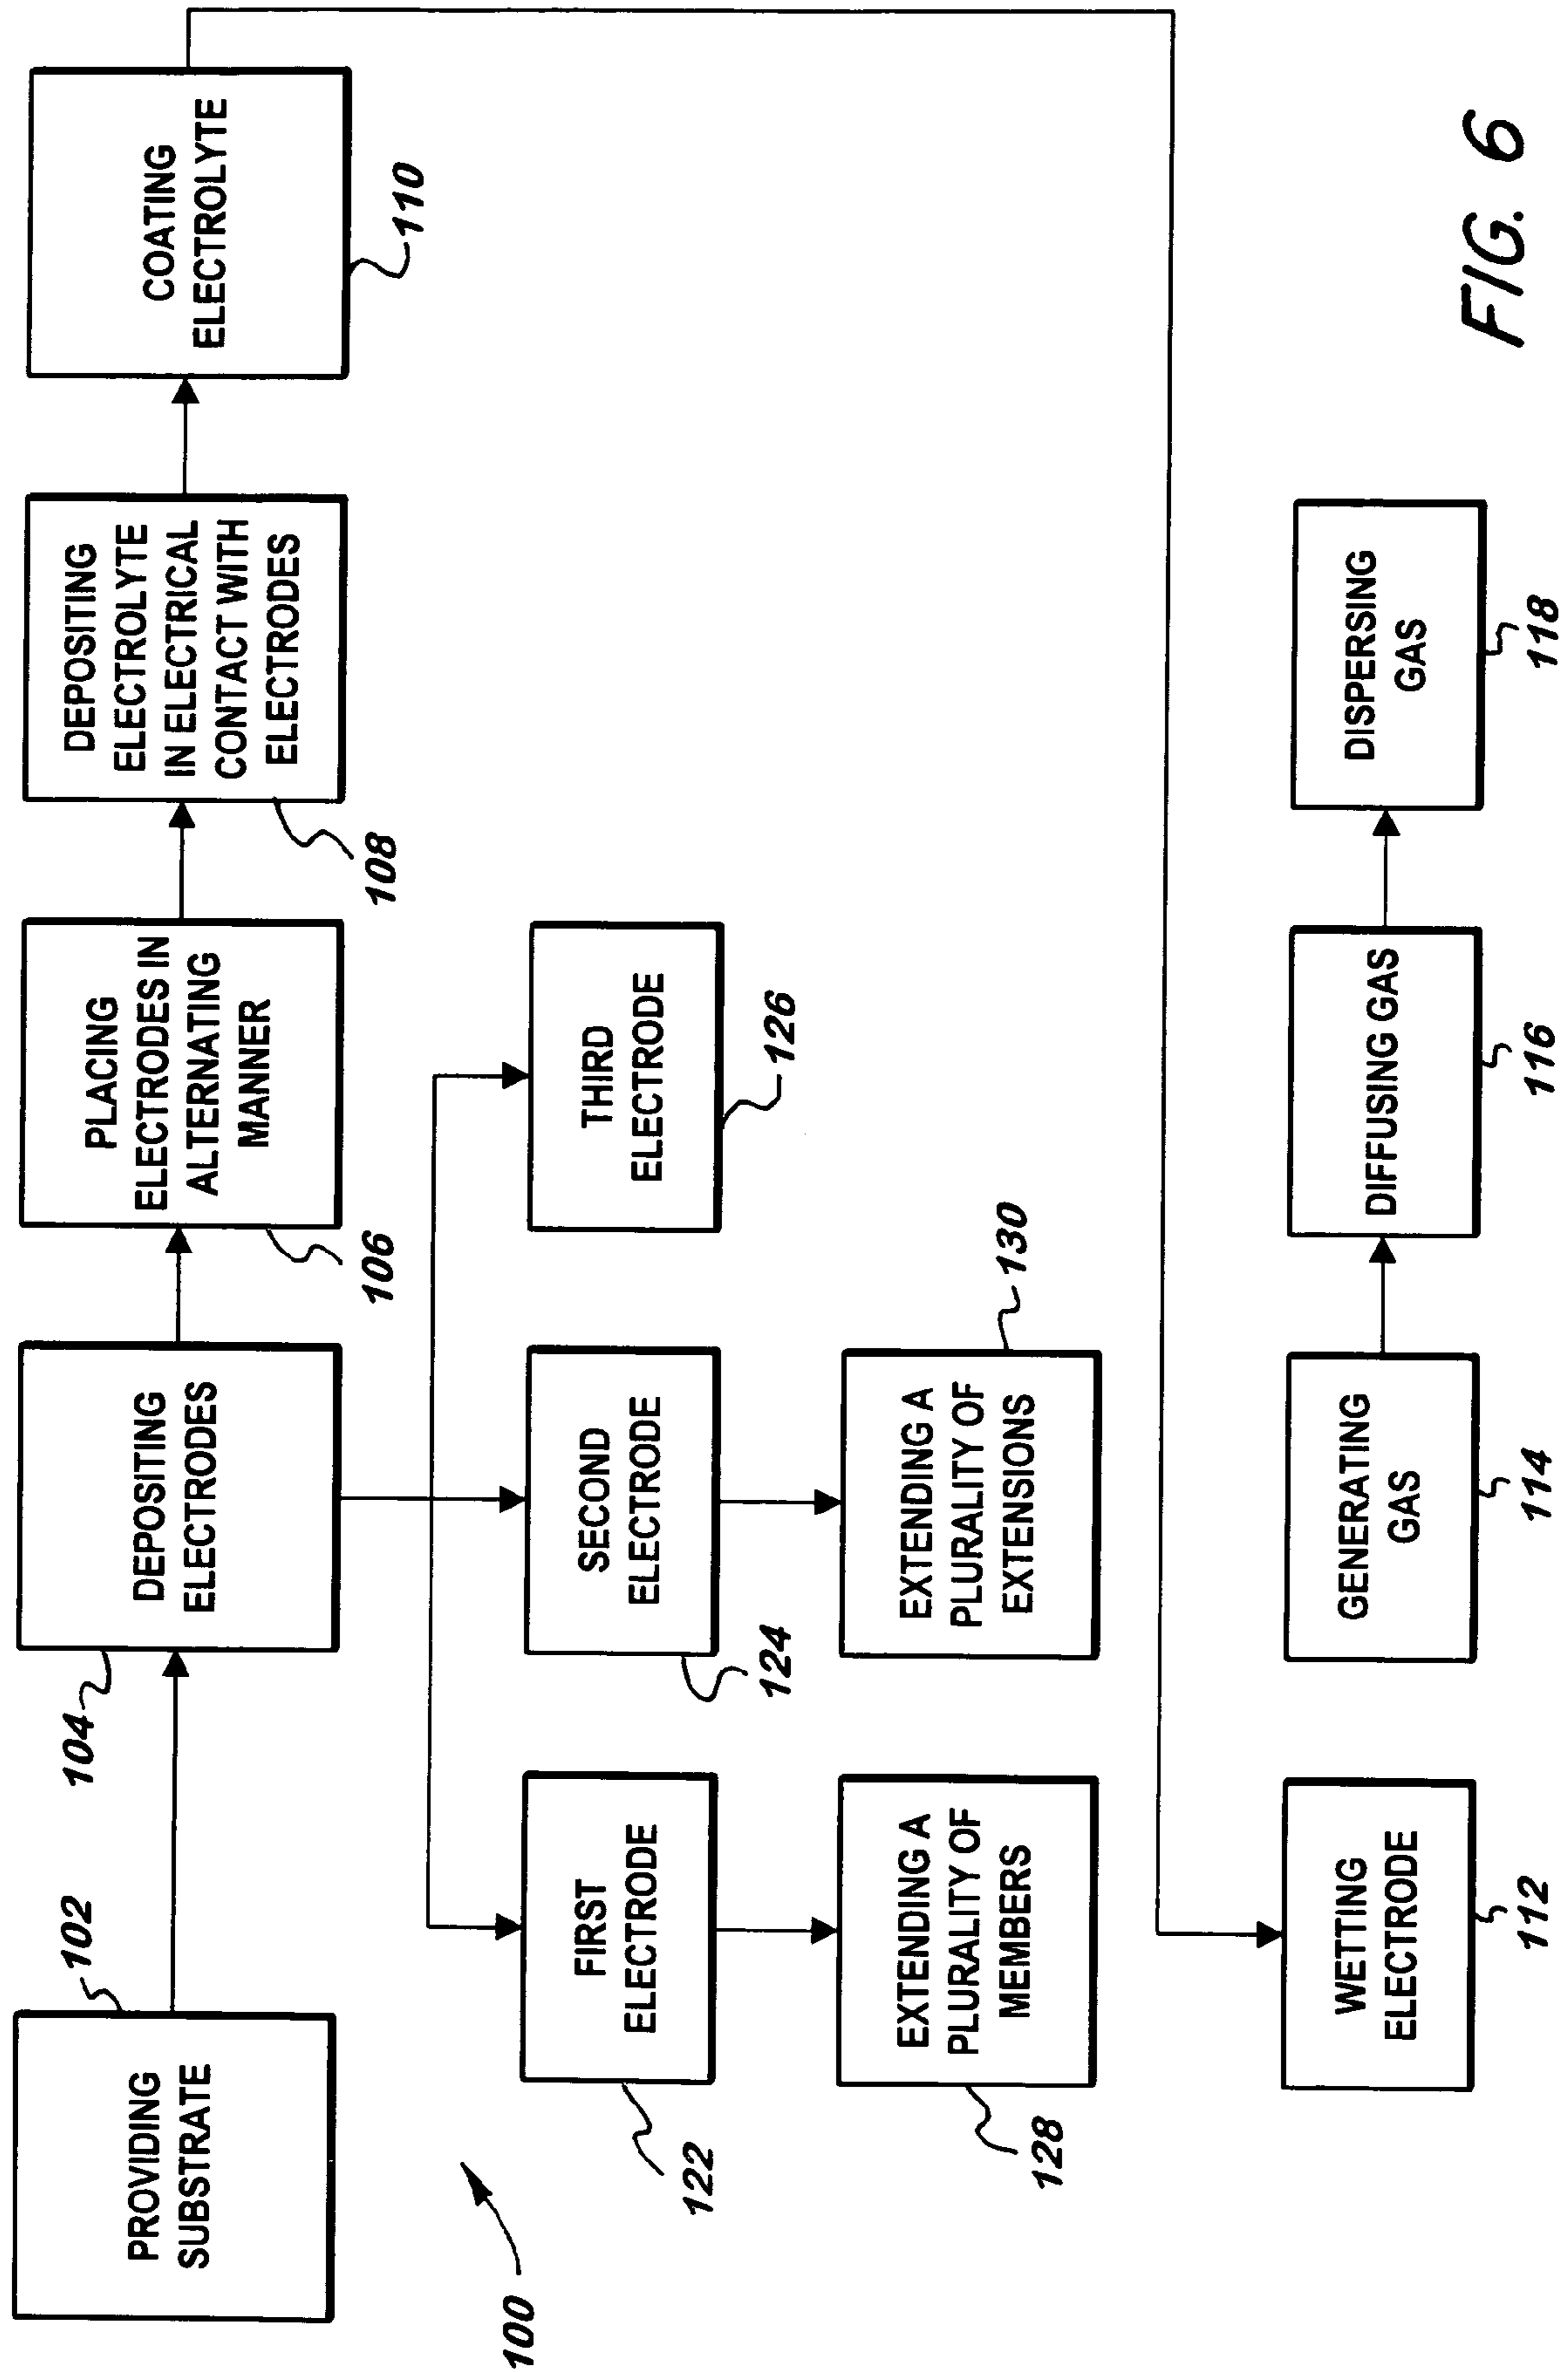 PROVIDING
SUBSTRATE
102
DEPOSITING
ELECTRODES
104
PLACING
ELECTRODES IN
ALTERNATING
MANNER
106
DEPOSITING
ELECTROLYTE
IN ELECTRICAL
CONTACT WITH
ELECTRODES
108
COATING
ELECTROLYTE
110
100
FIRST
ELECTRODE
122
SECOND
ELECTRODE
124
THIRD
ELECTRODE
126
EXTENDING A
PLURALITY OF
MEMBERS
128
EXTENDING A
PLURALITY OF
EXTENSIONS
130
WETTING
ELECTRODE
112
GENERATING
GAS
114
DIFFUSING GAS
116
DISPERSING
GAS
118
FIG. 6